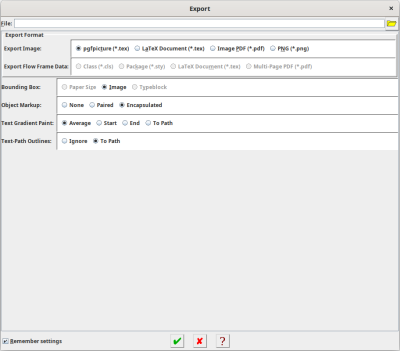 Export
File:
Export Format
Export Image: pgfpicture (*.tex) LaTeX Document (*.tex) Image PDF (*.pdf) PNG (*.png)
Export Flow Frame Data: Class (*.cls) Package (*.sty) LaTeX Document (*.tex) Multi-Page PDF (*.pdf)
Bounding Box: Paper Size Image Typeblock
Object Markup: None Paired Encapsulated
Text Gradient Paint: Average Start End To Path
Text-Path Outlines: Ignore To Path
Remember settings